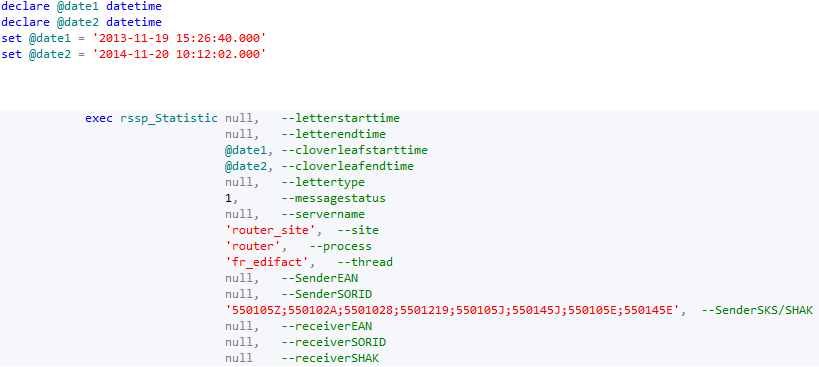 declare @date1 datetime
declare @date2 datetime
set @date1 = '2013-11-19 15:26:40.000'
set @date2 = '2014-11-20 10:12:02.000'
exec rssp_Statistic null, --letterstarttime
null, --letterendtime
@date1, --cloverleafstarttime
@date2, --cloverleafendtime
null, --lettertype
1, --messagestatus
null, --servername
'router_site', --site
'router', --process
'fr_edifact', --thread
null, --SenderEAN
null, --SenderSORID
'550105Z;550102A;5501028;5501219;550105J;550145J;550105E;550145E', --SenderSKS/SHAK
null, --receiverEAN
null, --receiverSORID
null --receiverSHAK